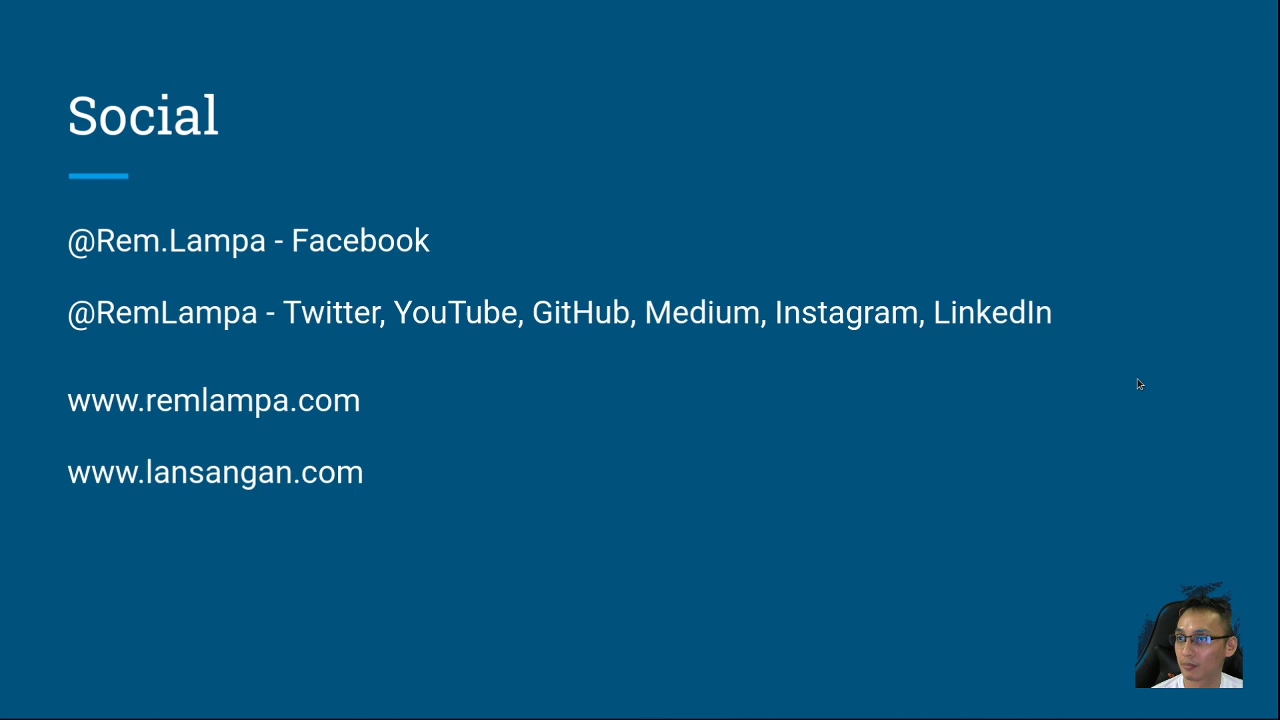 Social
@Rem.Lampa - Facebook
@RemLampa - Twitter, YouTube, GitHub, Medium, Instagram, LinkedIn
www.remlampa.com
www.lansangan.com